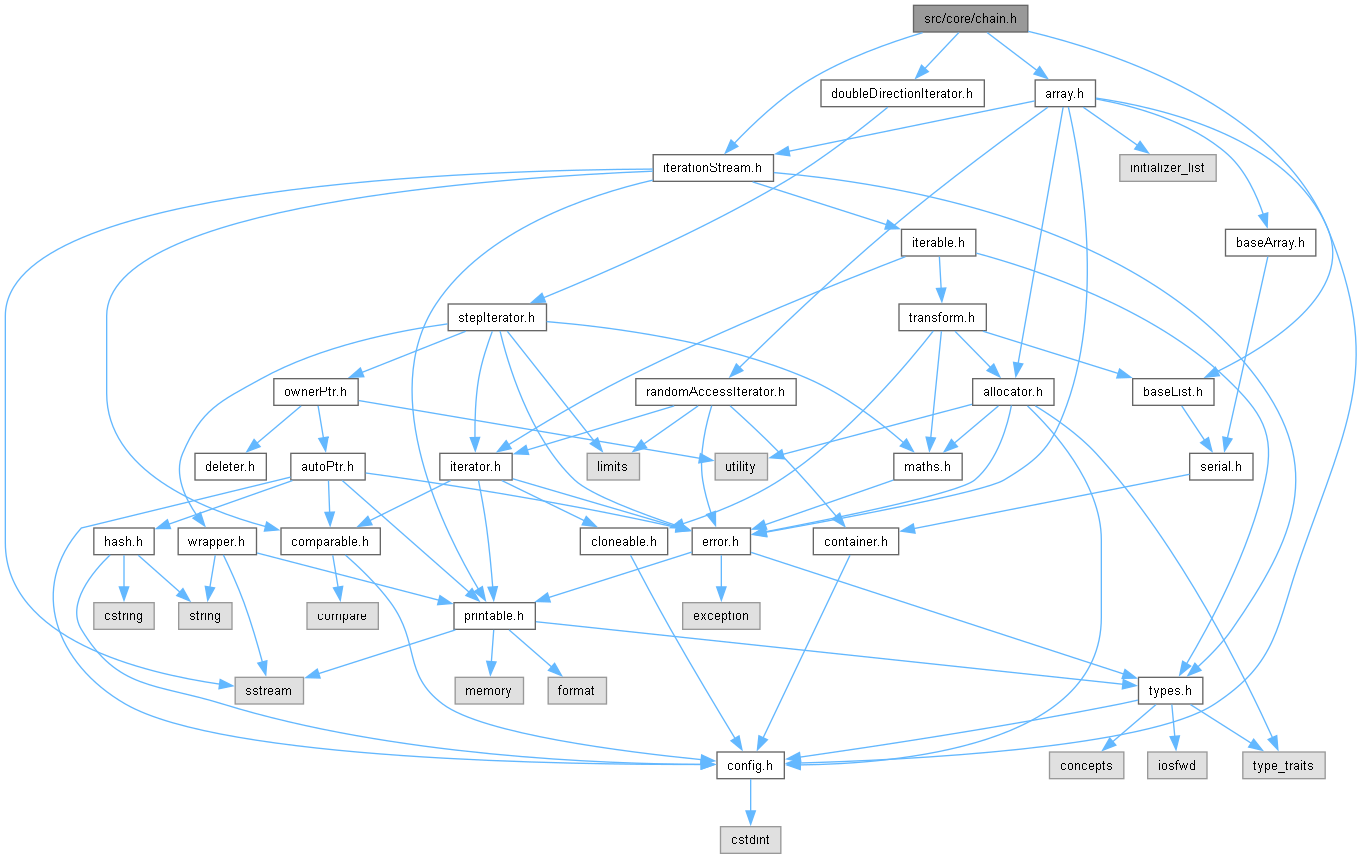 src/core/chain.h
doubleDirectionIterator.h
array.h
iterationStream.h
initializer_list
iterable.h
baseArray.h
stepIterator.h
transform.h
ownerPtr.h
randomAccessIterator.h
allocator.h
baseList.h
deleter.h
autoPtr.h
iterator.h
limits
utility
maths.h
serial.h
hash.h
wrapper.h
comparable.h
cloneable.h
error.h
container.h
cstring
string
compare
printable.h
exception
sstream
memory
format
types.h
config.h
concepts
iosfwd
type_traits
cstdint